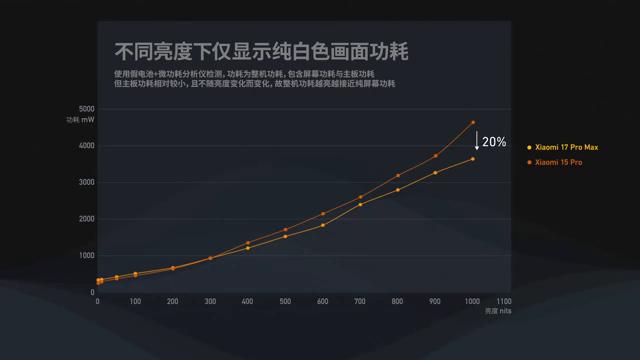 不同亮度下仅显示纯白色画面功耗
使用假电池+微功耗分析仪检测，功耗为整机功耗，包含屏幕功耗与主板功耗
但主板功耗相对较小，且不随亮度变化而变化，故整机功耗越亮越接近纯屏幕功耗
5000
功耗 mW
4000
3000
2000
1000
0
20%
Xiaomi 17 Pro Max
Xiaomi 15 Pro
0 100 200 300 400 500 600 700 800 900 1000 1100
亮度 nits